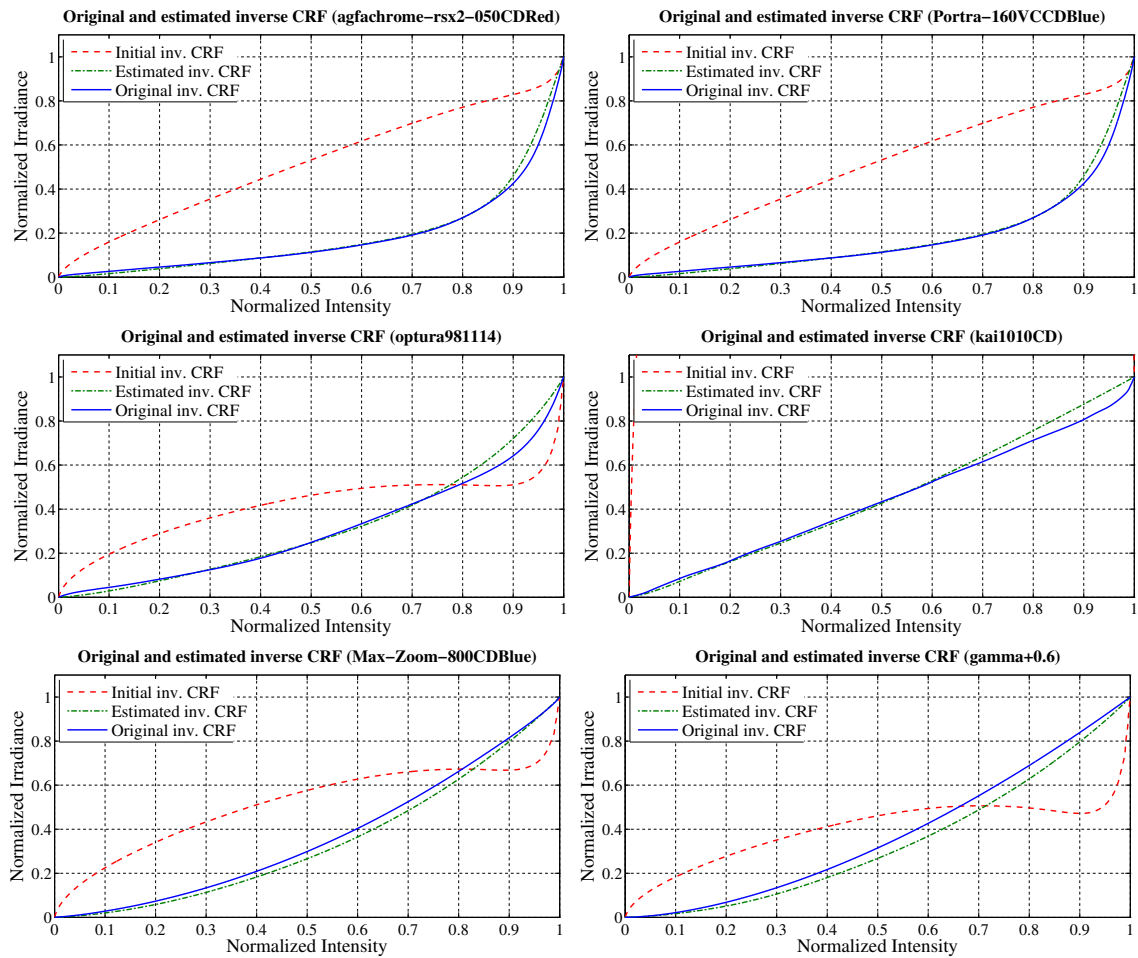 Original and estimated inverse CRF (agfachrome−rsx2−050CDRed)
Initial inv. CRF
Estimated inv. CRF
Original inv. CRF
Normalized Irradiance
1
0.8
0.6
0.4
0.2
0
0 0.1 0.2 0.3 0.4 0.5 0.6 0.7 0.8 0.9 1
Normalized Intensity
Original and estimated inverse CRF (Portra−160VCCDBlue)
Initial inv. CRF
Estimated inv. CRF
Original inv. CRF
Normalized Irradiance
1
0.8
0.6
0.4
0.2
0
0 0.1 0.2 0.3 0.4 0.5 0.6 0.7 0.8 0.9 1
Normalized Intensity
Original and estimated inverse CRF (optura981114)
Initial inv. CRF
Estimated inv. CRF
Original inv. CRF
Normalized Irradiance
1
0.8
0.6
0.4
0.2
0
0 0.1 0.2 0.3 0.4 0.5 0.6 0.7 0.8 0.9 1
Normalized Intensity
Original and estimated inverse CRF (kai1010CD)
Initial inv. CRF
Estimated inv. CRF
Original inv. CRF
Normalized Irradiance
1
0.8
0.6
0.4
0.2
0
0 0.1 0.2 0.3 0.4 0.5 0.6 0.7 0.8 0.9 1
Normalized Intensity
Original and estimated inverse CRF (Max−Zoom−800CDBlue)
Initial inv. CRF
Estimated inv. CRF
Original inv. CRF
Normalized Irradiance
1
0.8
0.6
0.4
0.2
0
0 0.1 0.2 0.3 0.4 0.5 0.6 0.7 0.8 0.9 1
Normalized Intensity
Original and estimated inverse CRF (gamma+0.6)
Initial inv. CRF
Estimated inv. CRF
Original inv. CRF
Normalized Irradiance
1
0.8
0.6
0.4
0.2
0
0 0.1 0.2 0.3 0.4 0.5 0.6 0.7 0.8 0.9 1
Normalized Intensity